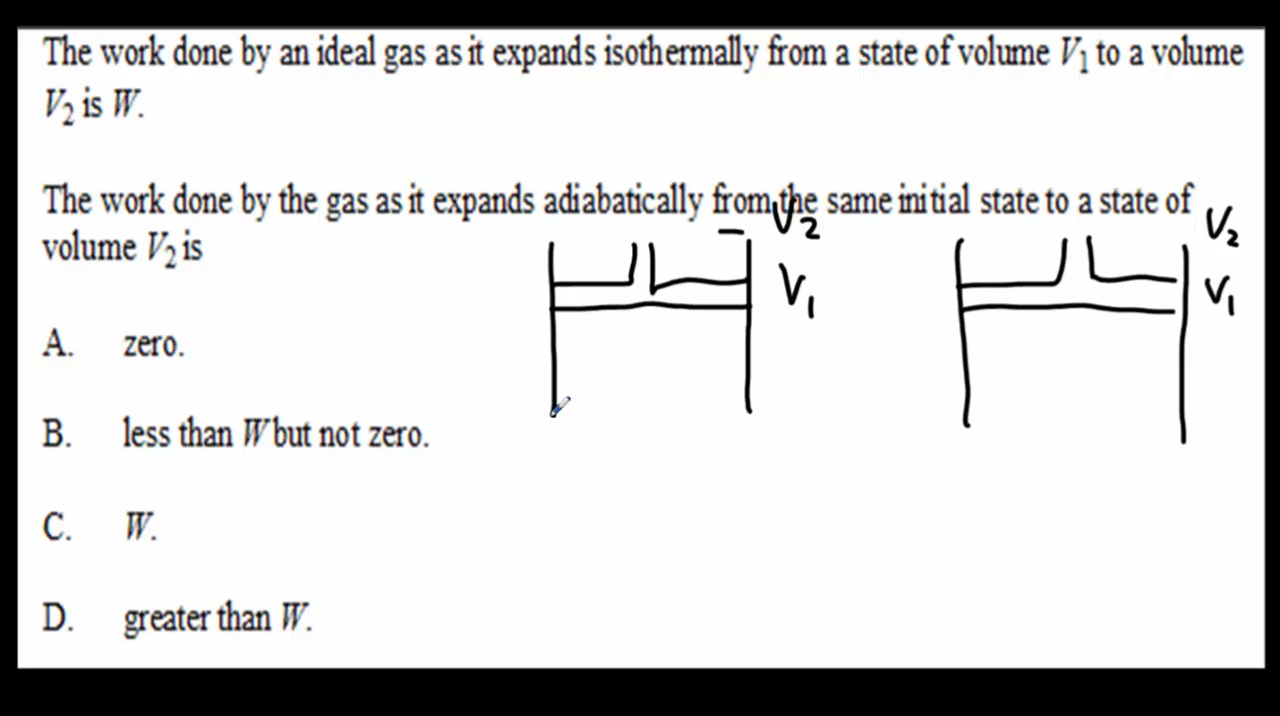 The work done by an ideal gas as it expands isothermally from a state of volume V₁ to a volume
V₂ is W.
The work done by the gas as it expands adiabatically from the same initial state to a state of
volume V₂ is
V₂
V₁
V₂
V₁
A. zero.
B. less than W but not zero.
C. W.
D. greater than W.